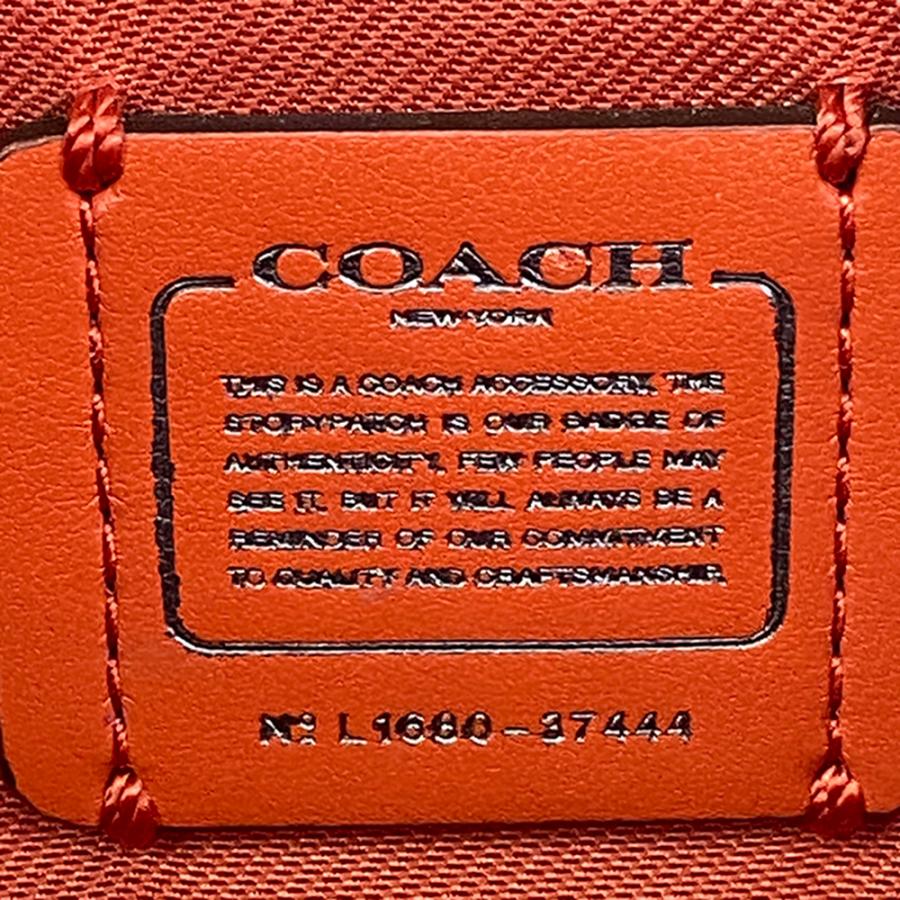 COACH
NEW YORK
THIS IS A COACH ACCESSORY. THE
STORYPATCH IS OUR BADGE OF
AUTHENTICITY. FEW PEOPLE MAY
SEE IT. BUT IT WILL ALWAYS BE A
REMINDER OF OUR COMMITMENT
TO QUALITY AND CRAFTSMANSHIP.
Nº L1680-37444